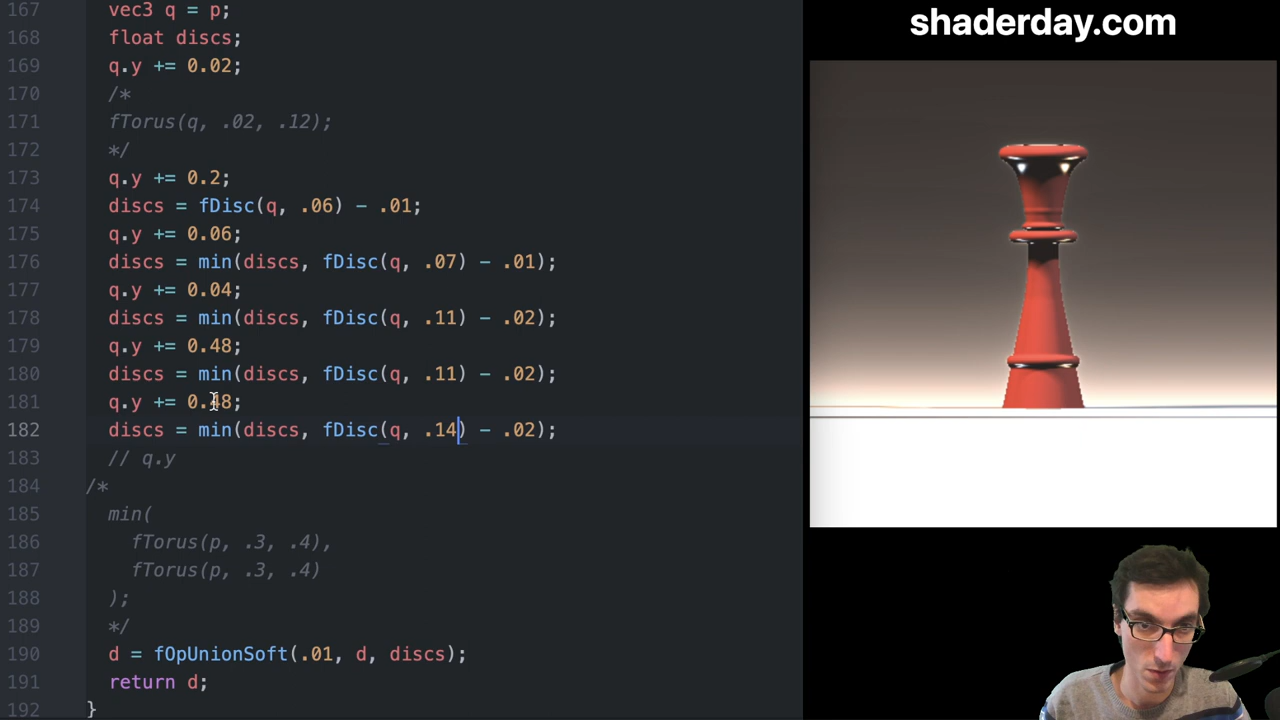 167 vec3 q = p;
168 float discs;
169 q.y += 0.02;
170 /*
171 fTorus(q, .02, .12);
172 */
173 q.y += 0.2;
174 discs = fDisc(q, .06) - .01;
175 q.y += 0.06;
176 discs = min(discs, fDisc(q, .07) - .01);
177 q.y += 0.04;
178 discs = min(discs, fDisc(q, .11) - .02);
179 q.y += 0.48;
180 discs = min(discs, fDisc(q, .11) - .02);
181 q.y += 0.48;
182 discs = min(discs, fDisc(q, .14) - .02);
183 // q.y
184 /*
185 min(
186 fTorus(p, .3, .4),
187 fTorus(p, .3, .4)
188 );
189 */
190 d = fOpUnionSoft(.01, d, discs);
191 return d;
192 }
shaderday.com